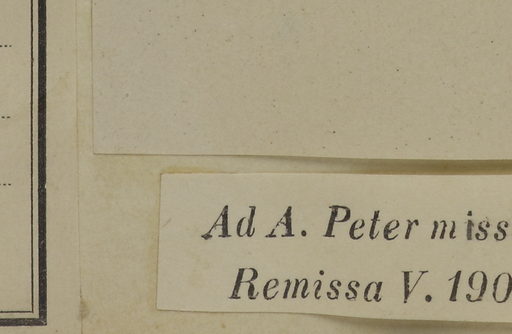 Ad A. Peter miss
Remissa V. 190